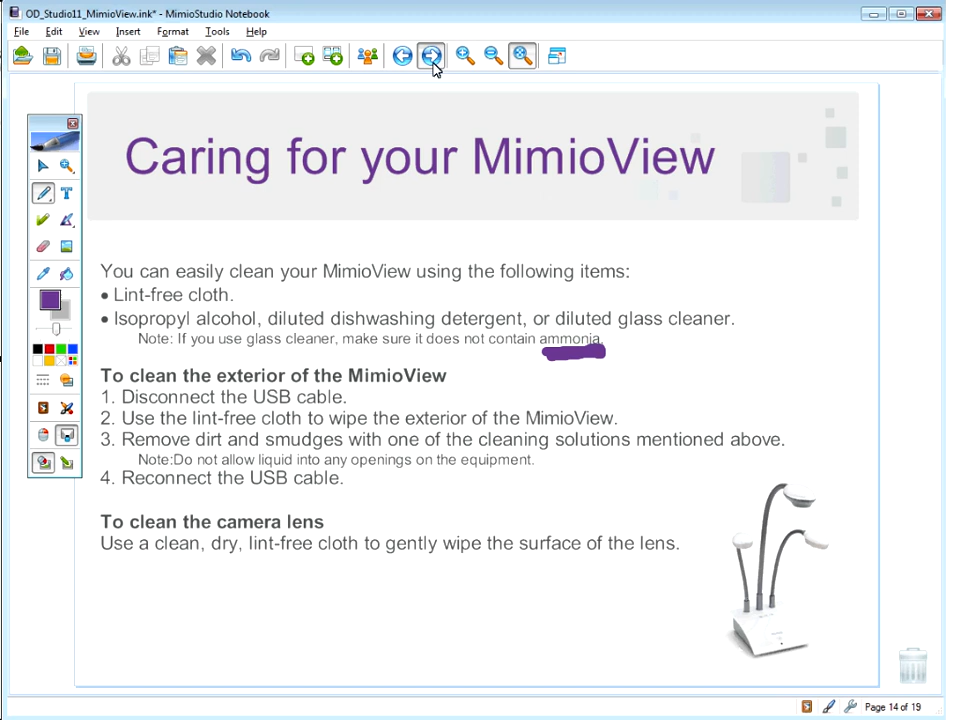 OD_Studio11_MimioView.ink* - MimioStudio Notebook
File Edit View Insert Format Tools Help
Caring for your MimioView
T
You can easily clean your MimioView using the following items:
• Lint-free cloth.
• Isopropyl alcohol, diluted dishwashing detergent, or diluted glass cleaner.
Note: If you use glass cleaner, make sure it does not contain ammonia.
To clean the exterior of the MimioView
1. Disconnect the USB cable.
2. Use the lint-free cloth to wipe the exterior of the MimioView.
3. Remove dirt and smudges with one of the cleaning solutions mentioned above.
Note:Do not allow liquid into any openings on the equipment.
4. Reconnect the USB cable.
To clean the camera lens
Use a clean, dry, lint-free cloth to gently wipe the surface of the lens.
Page 14 of 19